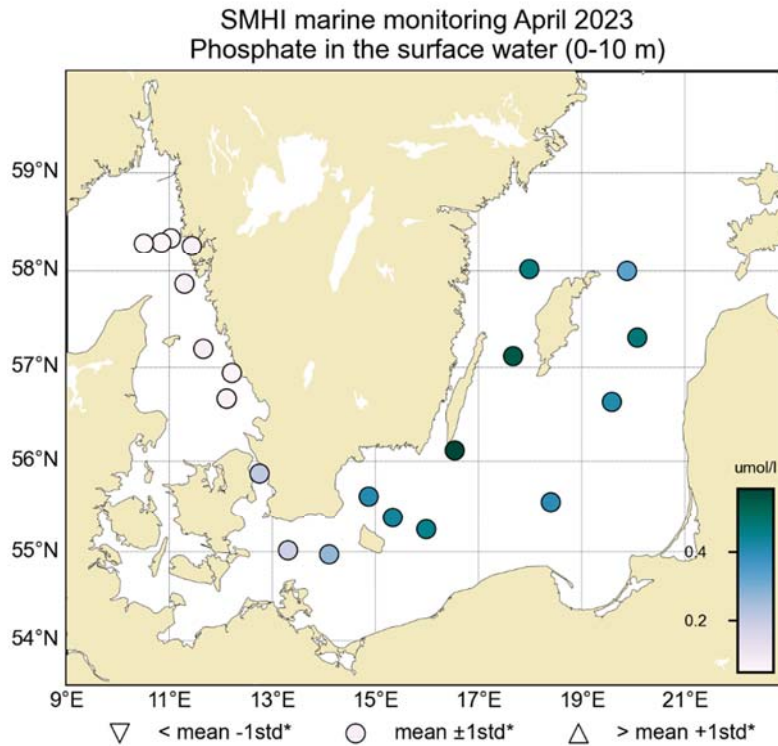 SMHI marine monitoring April 2023
Phosphate in the surface water (0-10 m)
59°N
58°N
57°N
56°N
55°N
54°N
umol/l
0.4
0.2
9°E 11°E 13°E 15°E 17°E 19°E 21°E
< mean -1std* mean ±1std* > mean +1std*